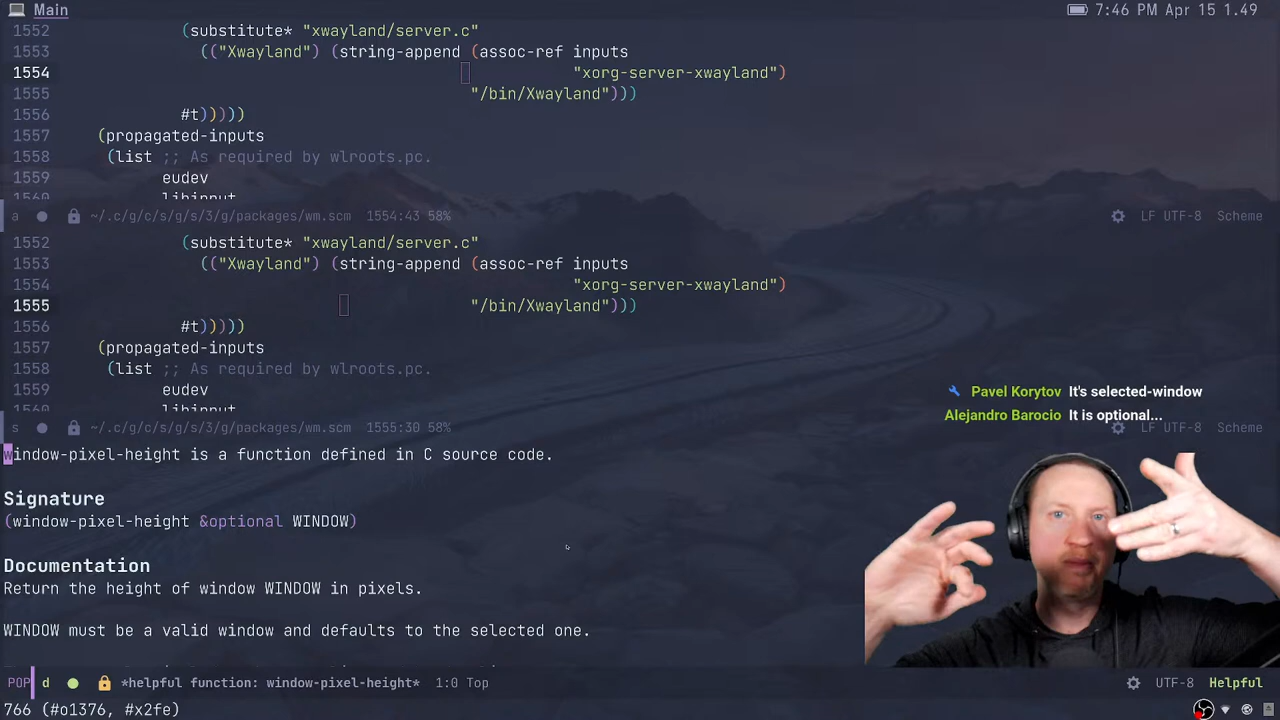 Main
7:46 PM Apr 15 1.49
1552 (substitute* "xwayland/server.c"
1553 (("Xwayland") (string-append (assoc-ref inputs
1554 "xorg-server-xwayland")
1555 "/bin/Xwayland")))
1556 #t)))))
1557 (propagated-inputs
1558 (list ;; As required by wlroots.pc.
1559 eudev
1560 libinput
a ~/.c/g/c/s/g/s/3/g/packages/wm.scm 1554:43 58% LF UTF-8 Scheme
1552 (substitute* "xwayland/server.c"
1553 (("Xwayland") (string-append (assoc-ref inputs
1554 "xorg-server-xwayland")
1555 "/bin/Xwayland")))
1556 #t)))))
1557 (propagated-inputs
1558 (list ;; As required by wlroots.pc.
1559 eudev
1560 libinput
Pavel Korytov It's selected-window
Alejandro Barocio It is optional...
s ~/.c/g/c/s/g/s/3/g/packages/wm.scm 1555:30 58% LF UTF-8 Scheme
window-pixel-height is a function defined in C source code.
Signature
(window-pixel-height &optional WINDOW)
Documentation
Return the height of window WINDOW in pixels.
WINDOW must be a valid window and defaults to the selected one.
POP d *helpful function: window-pixel-height* 1:0 Top UTF-8 Helpful
766 (#o1376, #x2fe)